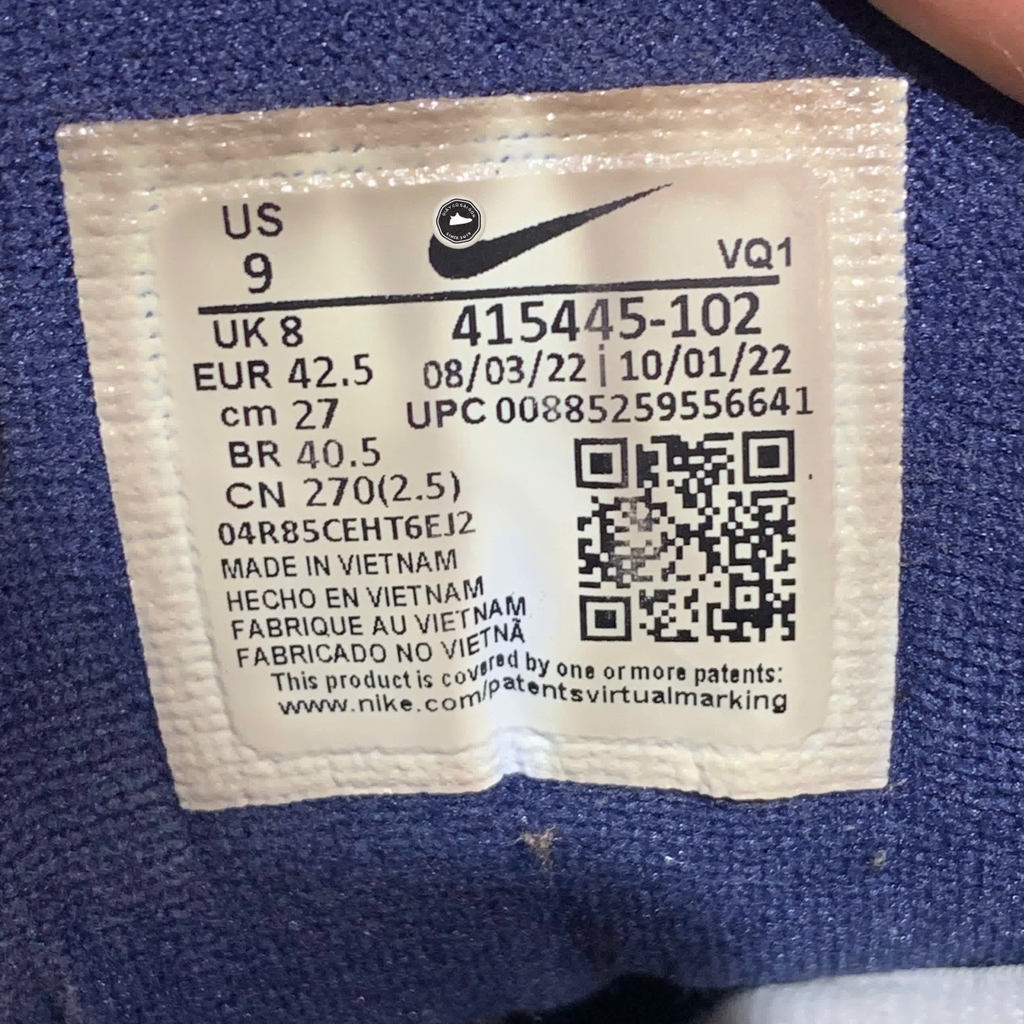 US
9
VQ1
UK 8
415445-102
EUR 42.5
08/03/22 | 10/01/22
cm 27
UPC 00885259556641
BR 40.5
CN 270(2.5)
04R85CEHT6EJ2
MADE IN VIETNAM
HECHO EN VIETNAM
FABRIQUE AU VIETNAM
FABRICADO NO VIETNÃ
This product is covered by one or more patents:
www.nike.com/patentsvirtualmarking